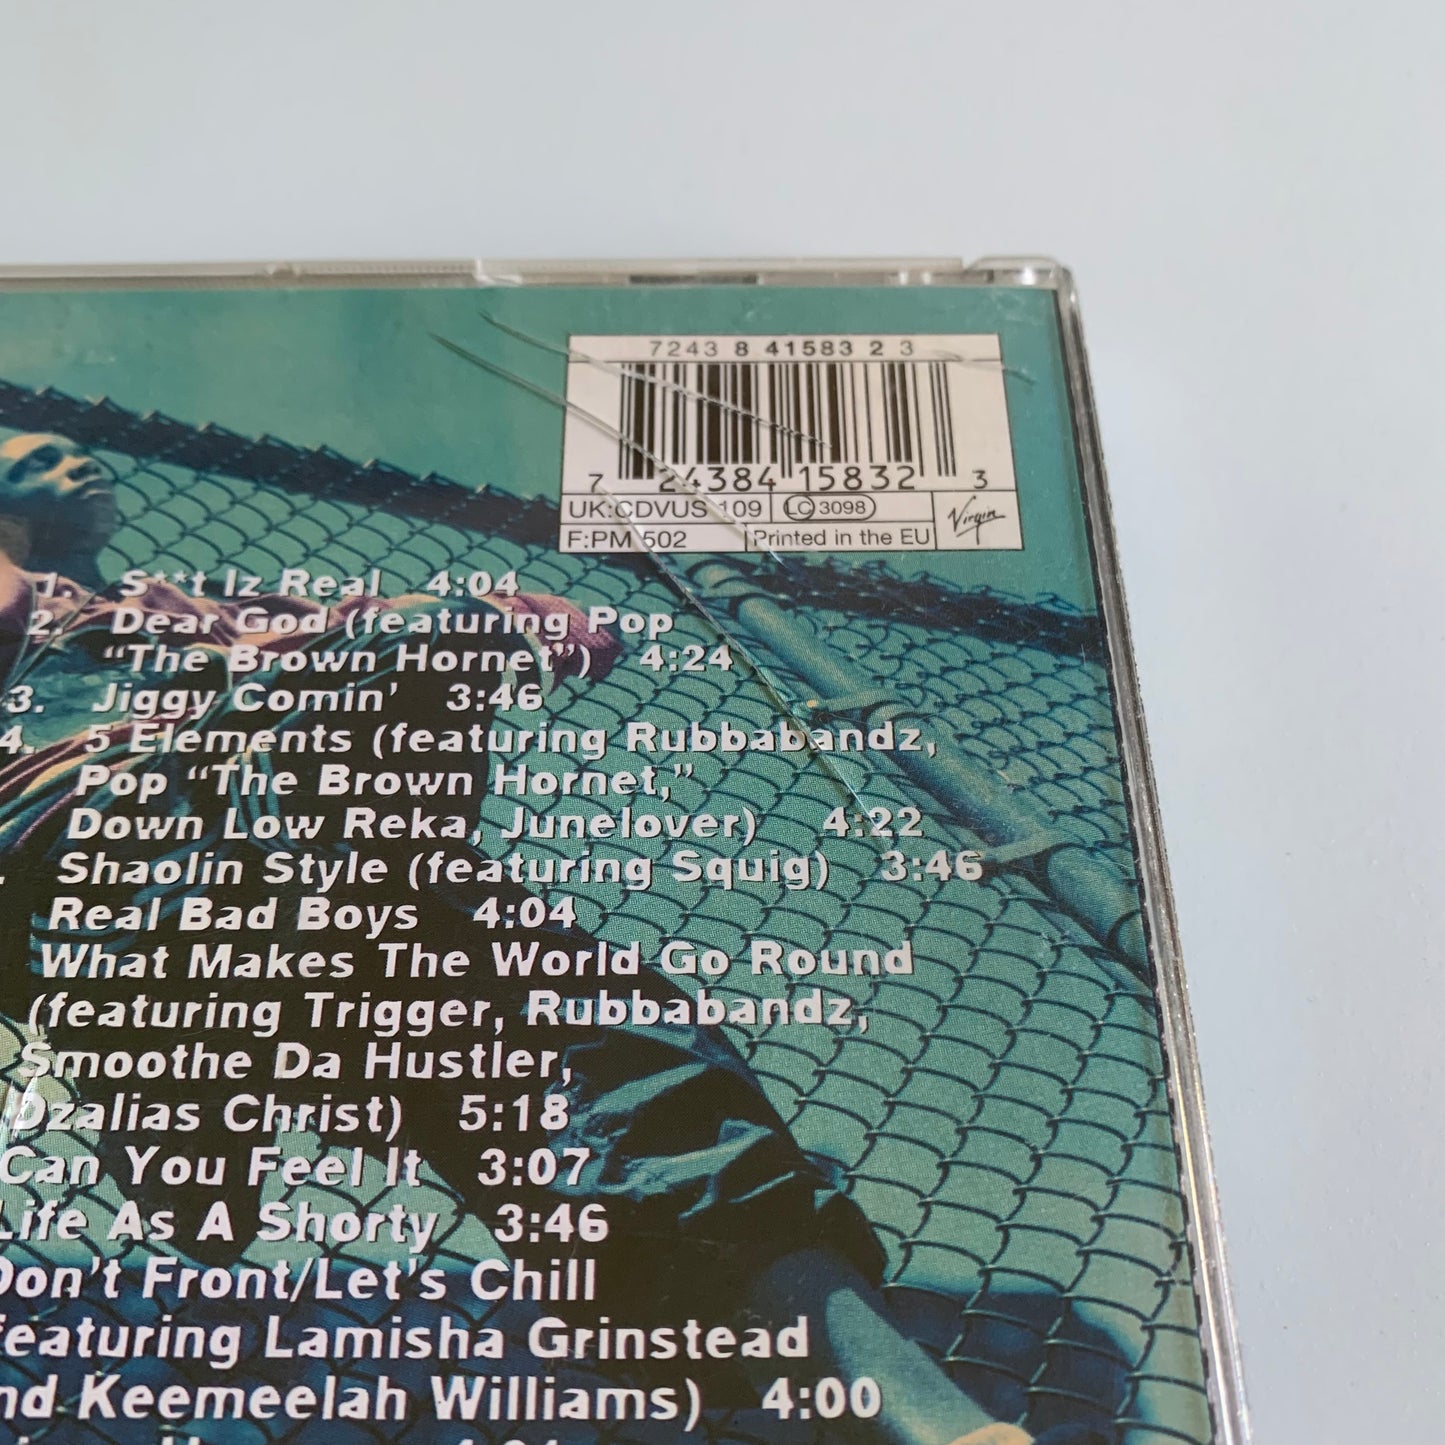 7243 8 41583 2 3
7 24384 15832 3
UK:CDVUS 109 LC 3098
Virgin
F:PM 502 Printed in the EU
1. S**t Iz Real 4:04
2. Dear God (featuring Pop
“The Brown Hornet”) 4:24
3. Jiggy Comin’ 3:46
4. 5 Elements (featuring Rubbabandz,
Pop “The Brown Hornet,”
Down Low Reka, Junelover) 4:22
Shaolin Style (featuring Squig) 3:46
Real Bad Boys 4:04
What Makes The World Go Round
(featuring Trigger, Rubbabandz,
Smoothe Da Hustler,
Dzalias Christ) 5:18
Can You Feel It 3:07
Life As A Shorty 3:46
Don’t Front/Let’s Chill
featuring Lamisha Grinstead
nd Keemeelah Williams) 4:00